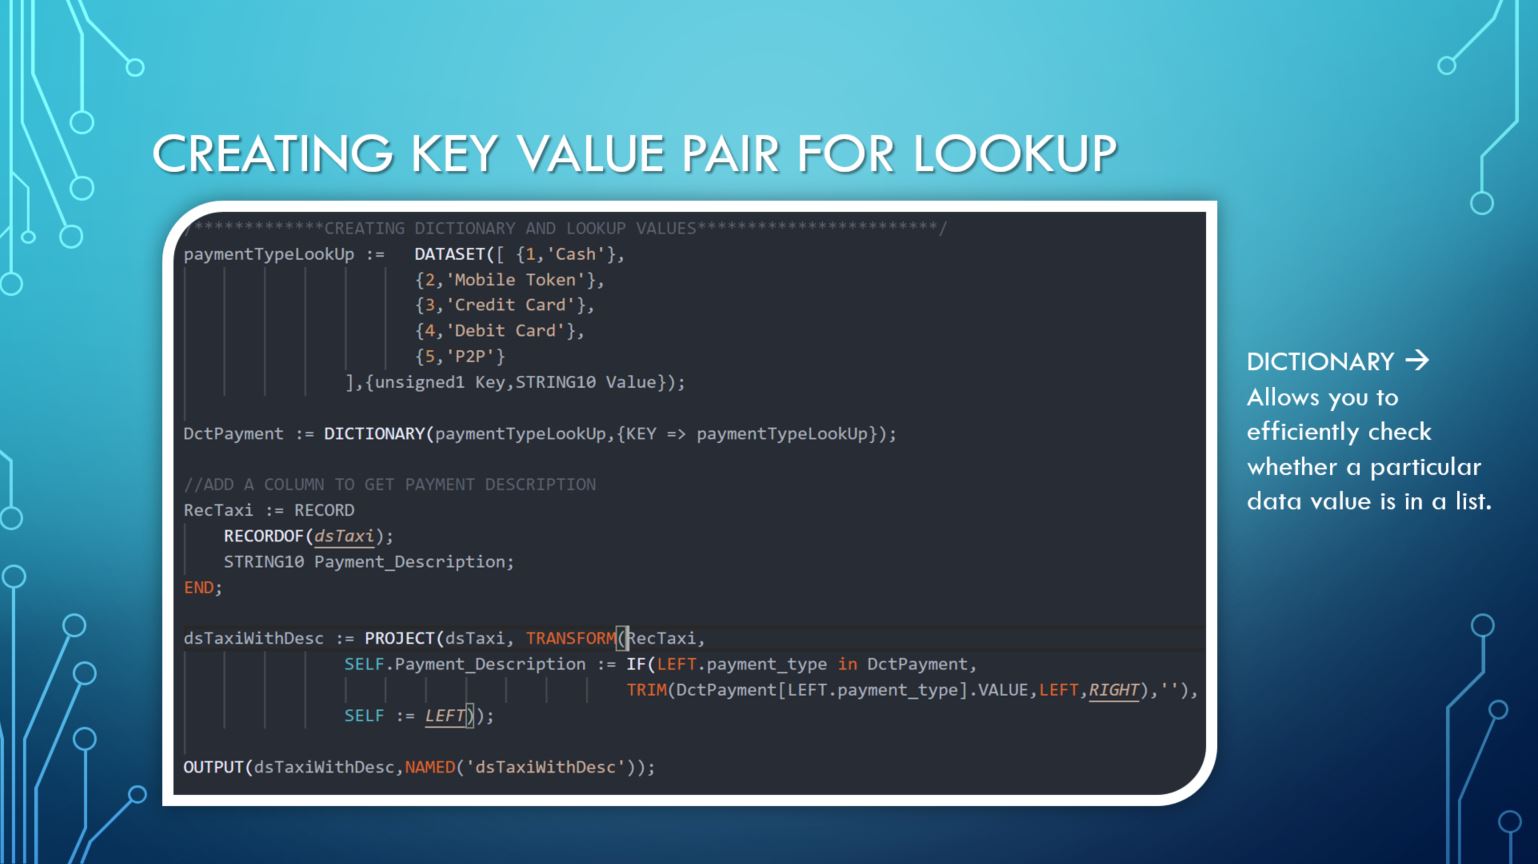 CREATING KEY VALUE PAIR FOR LOOKUP
/*************CREATING DICTIONARY AND LOOKUP VALUES************************/
paymentTypeLookUp :=   DATASET([ {1,'Cash'},
{2,'Mobile Token'},
{3,'Credit Card'},
{4,'Debit Card'},
{5,'P2P'}
],{unsigned1 Key,STRING10 Value});
DctPayment := DICTIONARY(paymentTypeLookUp,{KEY => paymentTypeLookUp});
//ADD A COLUMN TO GET PAYMENT DESCRIPTION
RecTaxi := RECORD
RECORDOF(dsTaxi);
STRING10 Payment_Description;
END;
dsTaxiWithDesc := PROJECT(dsTaxi, TRANSFORM(RecTaxi,
SELF.Payment_Description := IF(LEFT.payment_type in DctPayment,
TRIM(DctPayment[LEFT.payment_type].VALUE,LEFT,RIGHT),''),
SELF := LEFT));
OUTPUT(dsTaxiWithDesc,NAMED('dsTaxiWithDesc'));
DICTIONARY →
Allows you to
efficiently check
whether a particular
data value is in a list.